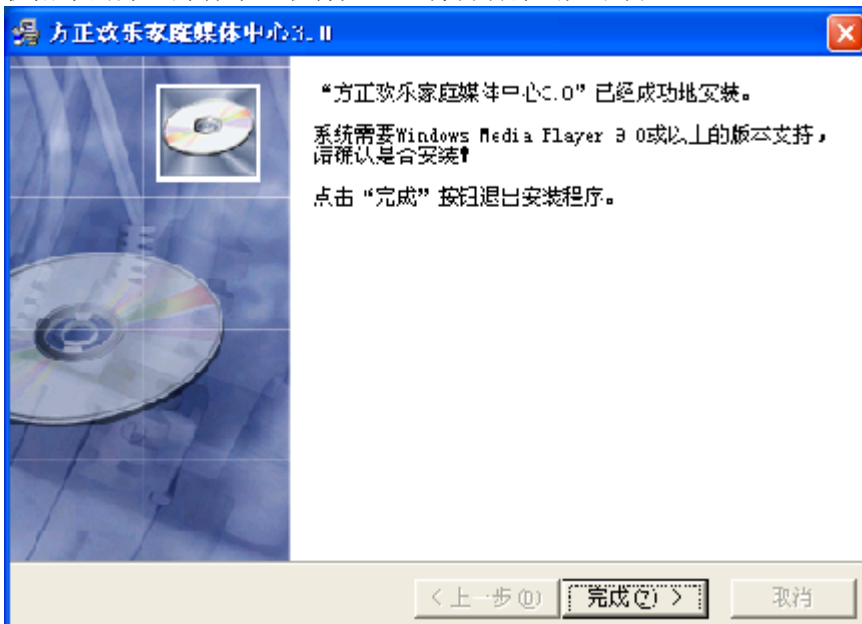 方正欢乐家庭媒体中心3.0
“方正欢乐家庭媒体中心3.0”已经成功地安装。
系统需要Windows Media Player 9.0或以上的版本支持，
请确认是否安装！
点击“完成”按钮退出安装程序。
<上一步 完成 > 取消